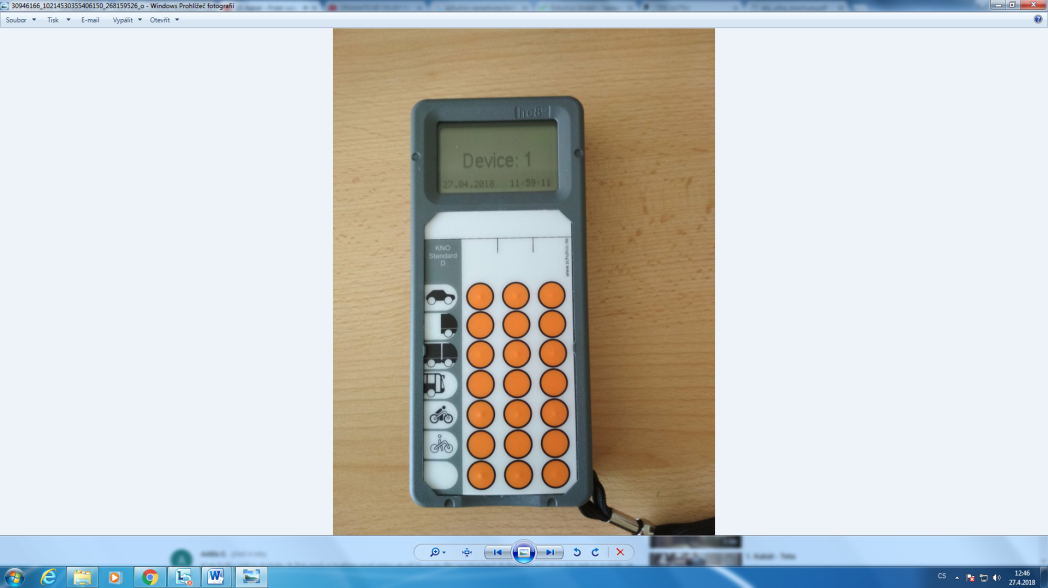 30946166_10214530355406150_268159526_o - Windows Prohlížeč fotografií
Soubor Tisk E-mail Vypálit Otevřít
Device: 1
27.04.2018 11:59:11
KNO
Standard
D
CS
12:46
27.4.2018